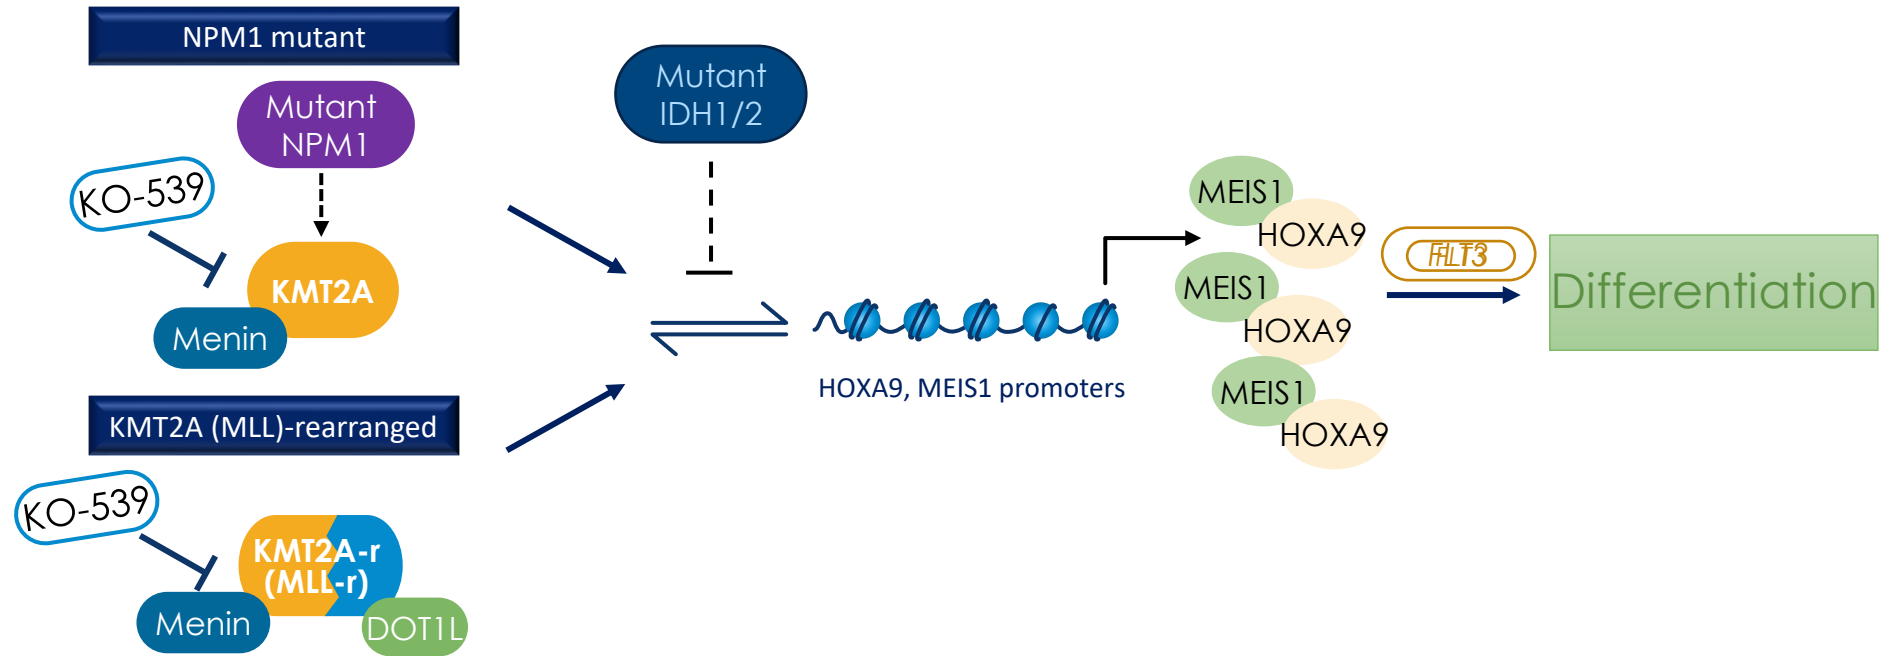 NPM1 mutant
Mutant
NPM1
KO-539
KMT2A
Menin
KMT2A (MLL)-rearranged
KO-539
KMT2A-r
(MLL-r)
Menin
DOT1L
Mutant
IDH1/2
HOXA9, MEIS1 promoters
MEIS1
HOXA9
MEIS1
HOXA9
MEIS1
HOXA9
FLT3
Differentiation